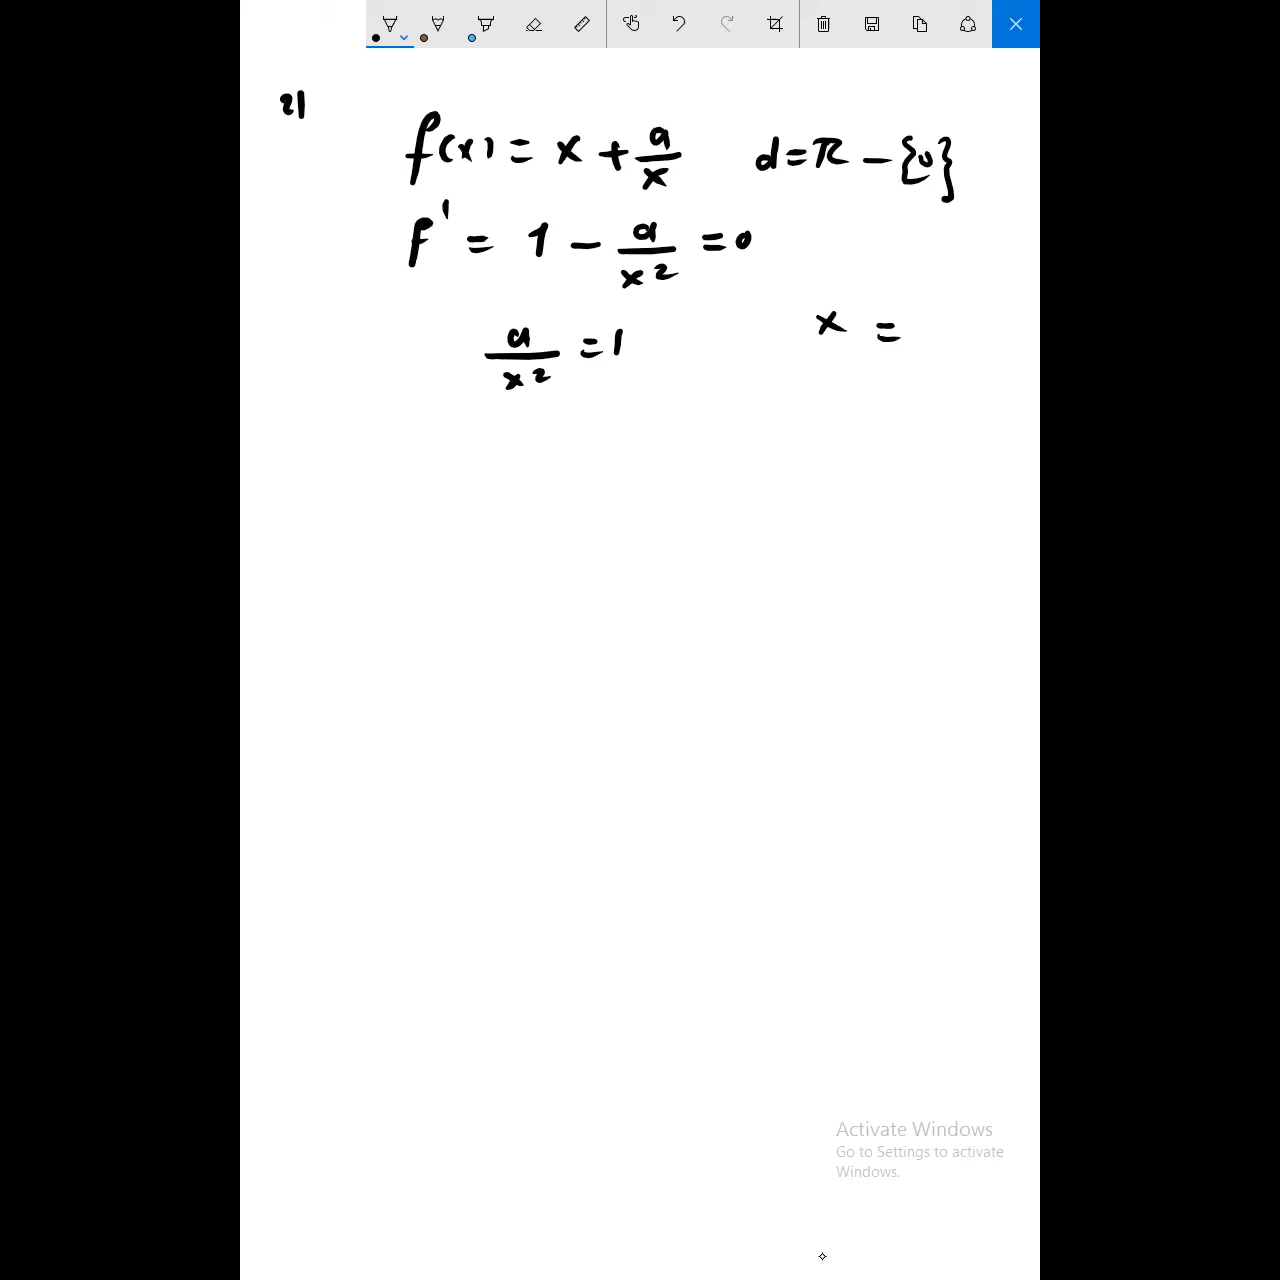 21
f(x) = x + a/x d = R - {0}
f' = 1 - a/x² = 0
a/x² = 1 x =
Activate Windows
Go to Settings to activate
Windows.